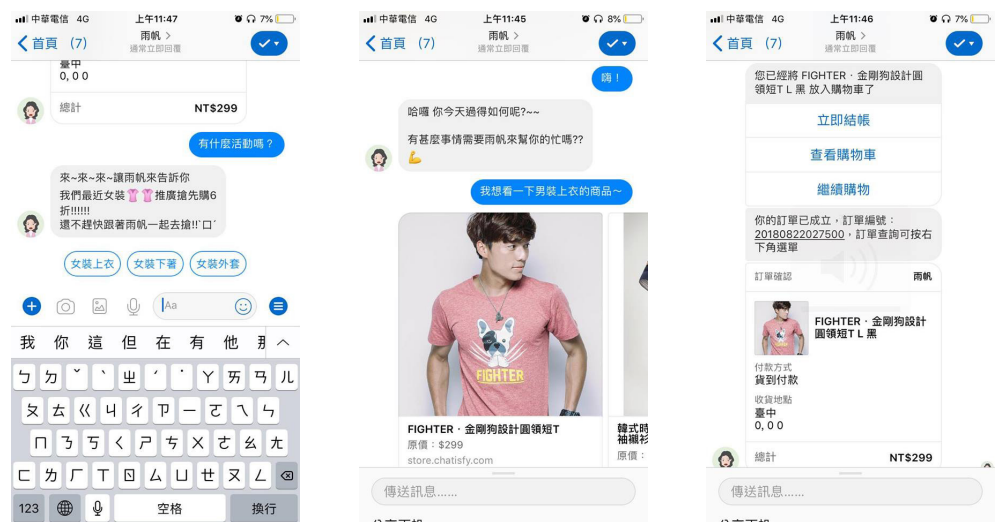 中華電信 4G
上午11:47
7%
首頁 (7)
雨帆 >
通常立即回覆
臺中
0, 0 0
總計
NT$299
有什麼活動嗎？
來~來~來~讓雨帆來告訴你
我們最近女裝👚👚推廣搶先購6
折!!!!!!
還不趕快跟著雨帆一起去搶!!ˋ口ˊ
女裝上衣
女裝下著
女裝外套
Aa
我 你 這 但 在 有 他 那
ㄅ ㄉ ˇ ˋ ㄓ ˊ ˙ ㄚ ㄞ ㄢ ㄦ
ㄆ ㄊ ㄍ ㄐ ㄔ ㄗ ㄧ ㄛ ㄟ ㄣ
ㄇ ㄋ ㄎ ㄑ ㄕ ㄘ ㄨ ㄜ ㄠ ㄤ
ㄈ ㄌ ㄏ ㄒ ㄖ ㄙ ㄩ ㄝ ㄡ ㄥ
123
空格
換行
中華電信 4G
上午11:45
8%
首頁 (7)
雨帆 >
通常立即回覆
嗨！
哈囉 你今天過得如何呢?~~
有甚麼事情需要雨帆來幫你的忙嗎??
💪
我想看一下男裝上衣的商品～
FIGHTER
FIGHTER · 金剛狗設計圓領短T
原價：$299
store.chatisfy.com
韓式時
袖襯衫
原價：
傳送訊息......
中華電信 4G
上午11:46
7%
首頁 (7)
雨帆 >
通常立即回覆
您已經將 FIGHTER · 金剛狗設計圓
領短T L 黑 放入購物車了
立即結帳
查看購物車
繼續購物
你的訂單已成立，訂單編號：
20180822027500，訂單查詢可按右
下角選單
訂單確認
雨帆
FIGHTER · 金剛狗設計
圓領短T L 黑
付款方式
貨到付款
收貨地點
臺中
0, 0 0
總計
NT$299
傳送訊息......